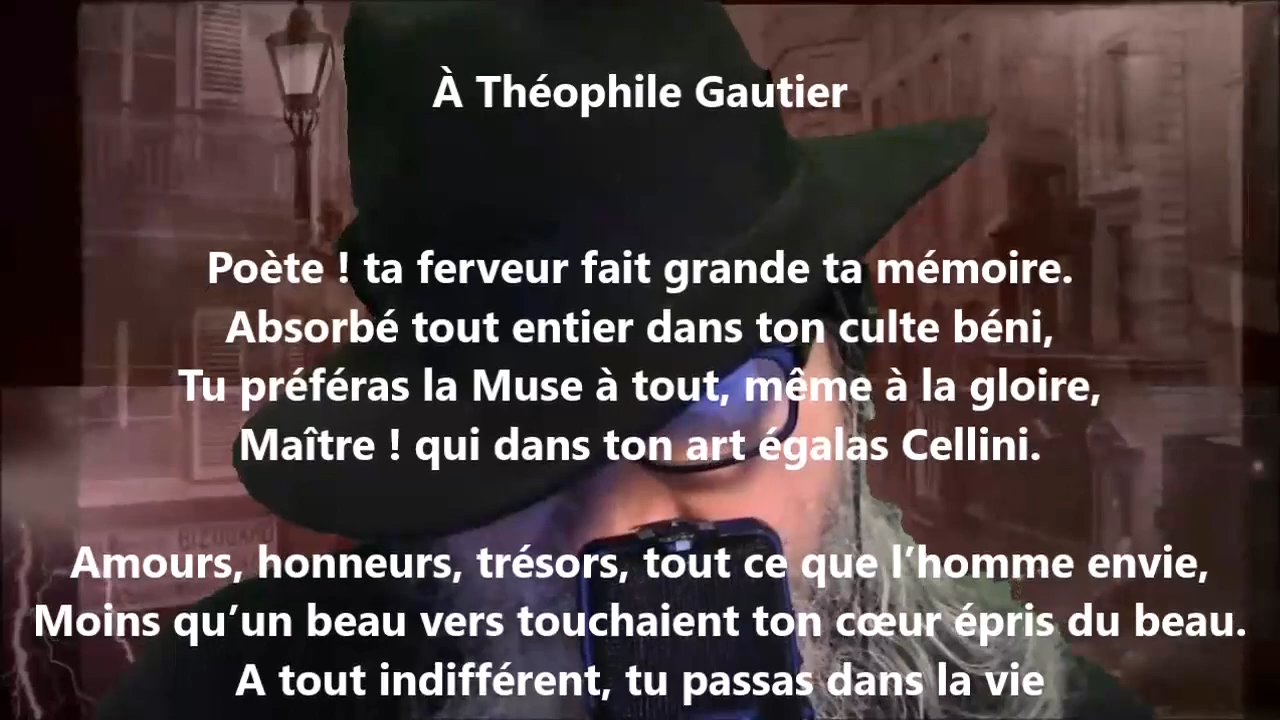 À Théophile Gautier
Poète ! ta ferveur fait grande ta mémoire.
Absorbé tout entier dans ton culte béni,
Tu préféras la Muse à tout, même à la gloire,
Maître ! qui dans ton art égalas Cellini.
Amours, honneurs, trésors, tout ce que l’homme envie,
Moins qu’un beau vers touchaient ton cœur épris du beau.
A tout indifférent, tu passas dans la vie